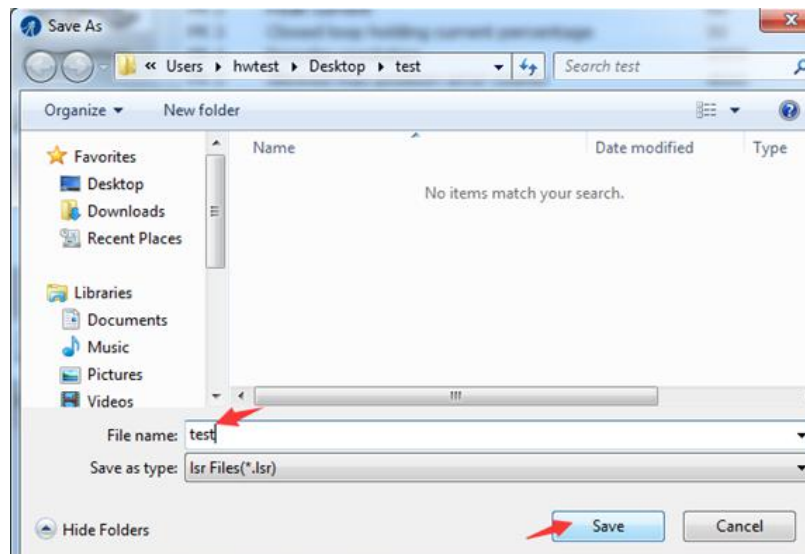 Save As
« Users ▸ hwtest ▸ Desktop ▸ test
Search test
Organize ▾ New folder
Favorites
Desktop
Downloads
Recent Places
Libraries
Documents
Music
Pictures
Videos
Name Date modified Type
No items match your search.
File name: test
Save as type: lsr Files(*.lsr)
Hide Folders
Save Cancel